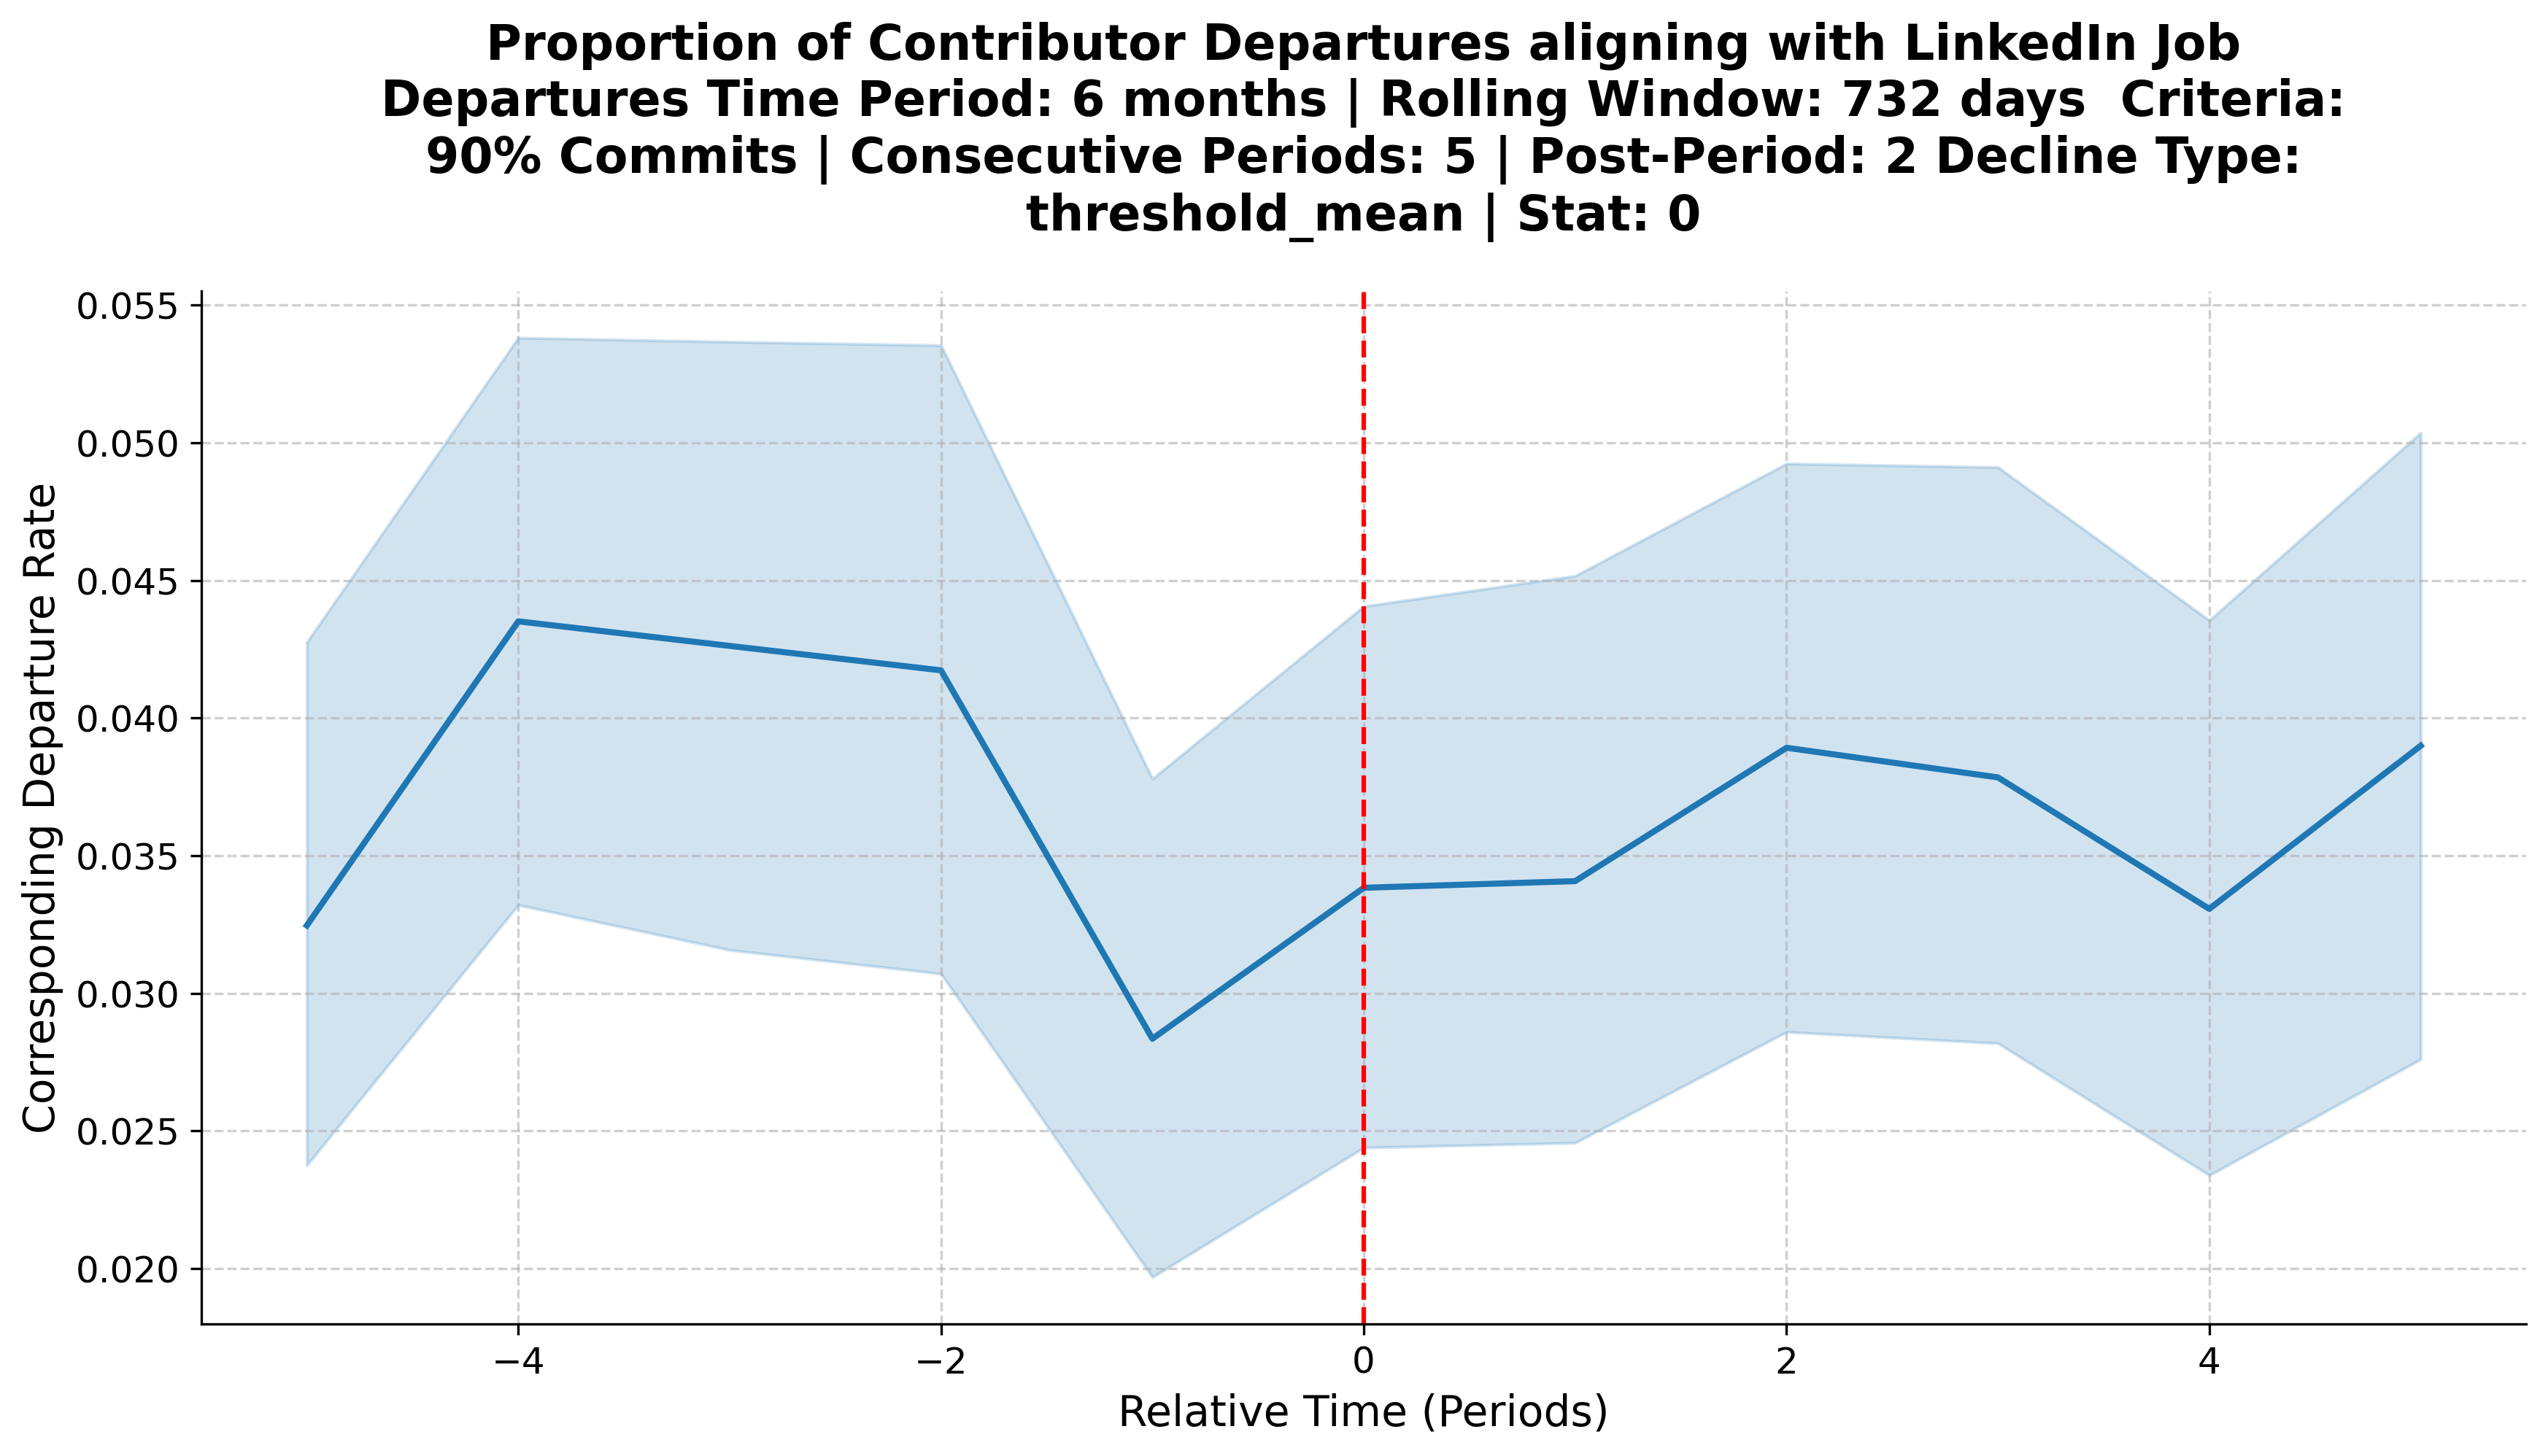 Proportion of Contributor Departures aligning with LinkedIn Job
Departures Time Period: 6 months | Rolling Window: 732 days  Criteria:
90% Commits | Consecutive Periods: 5 | Post-Period: 2 Decline Type:
threshold_mean | Stat: 0
0.055
0.050
0.045
0.040
0.035
0.030
0.025
0.020
Corresponding Departure Rate
−4
−2
0
2
4
Relative Time (Periods)